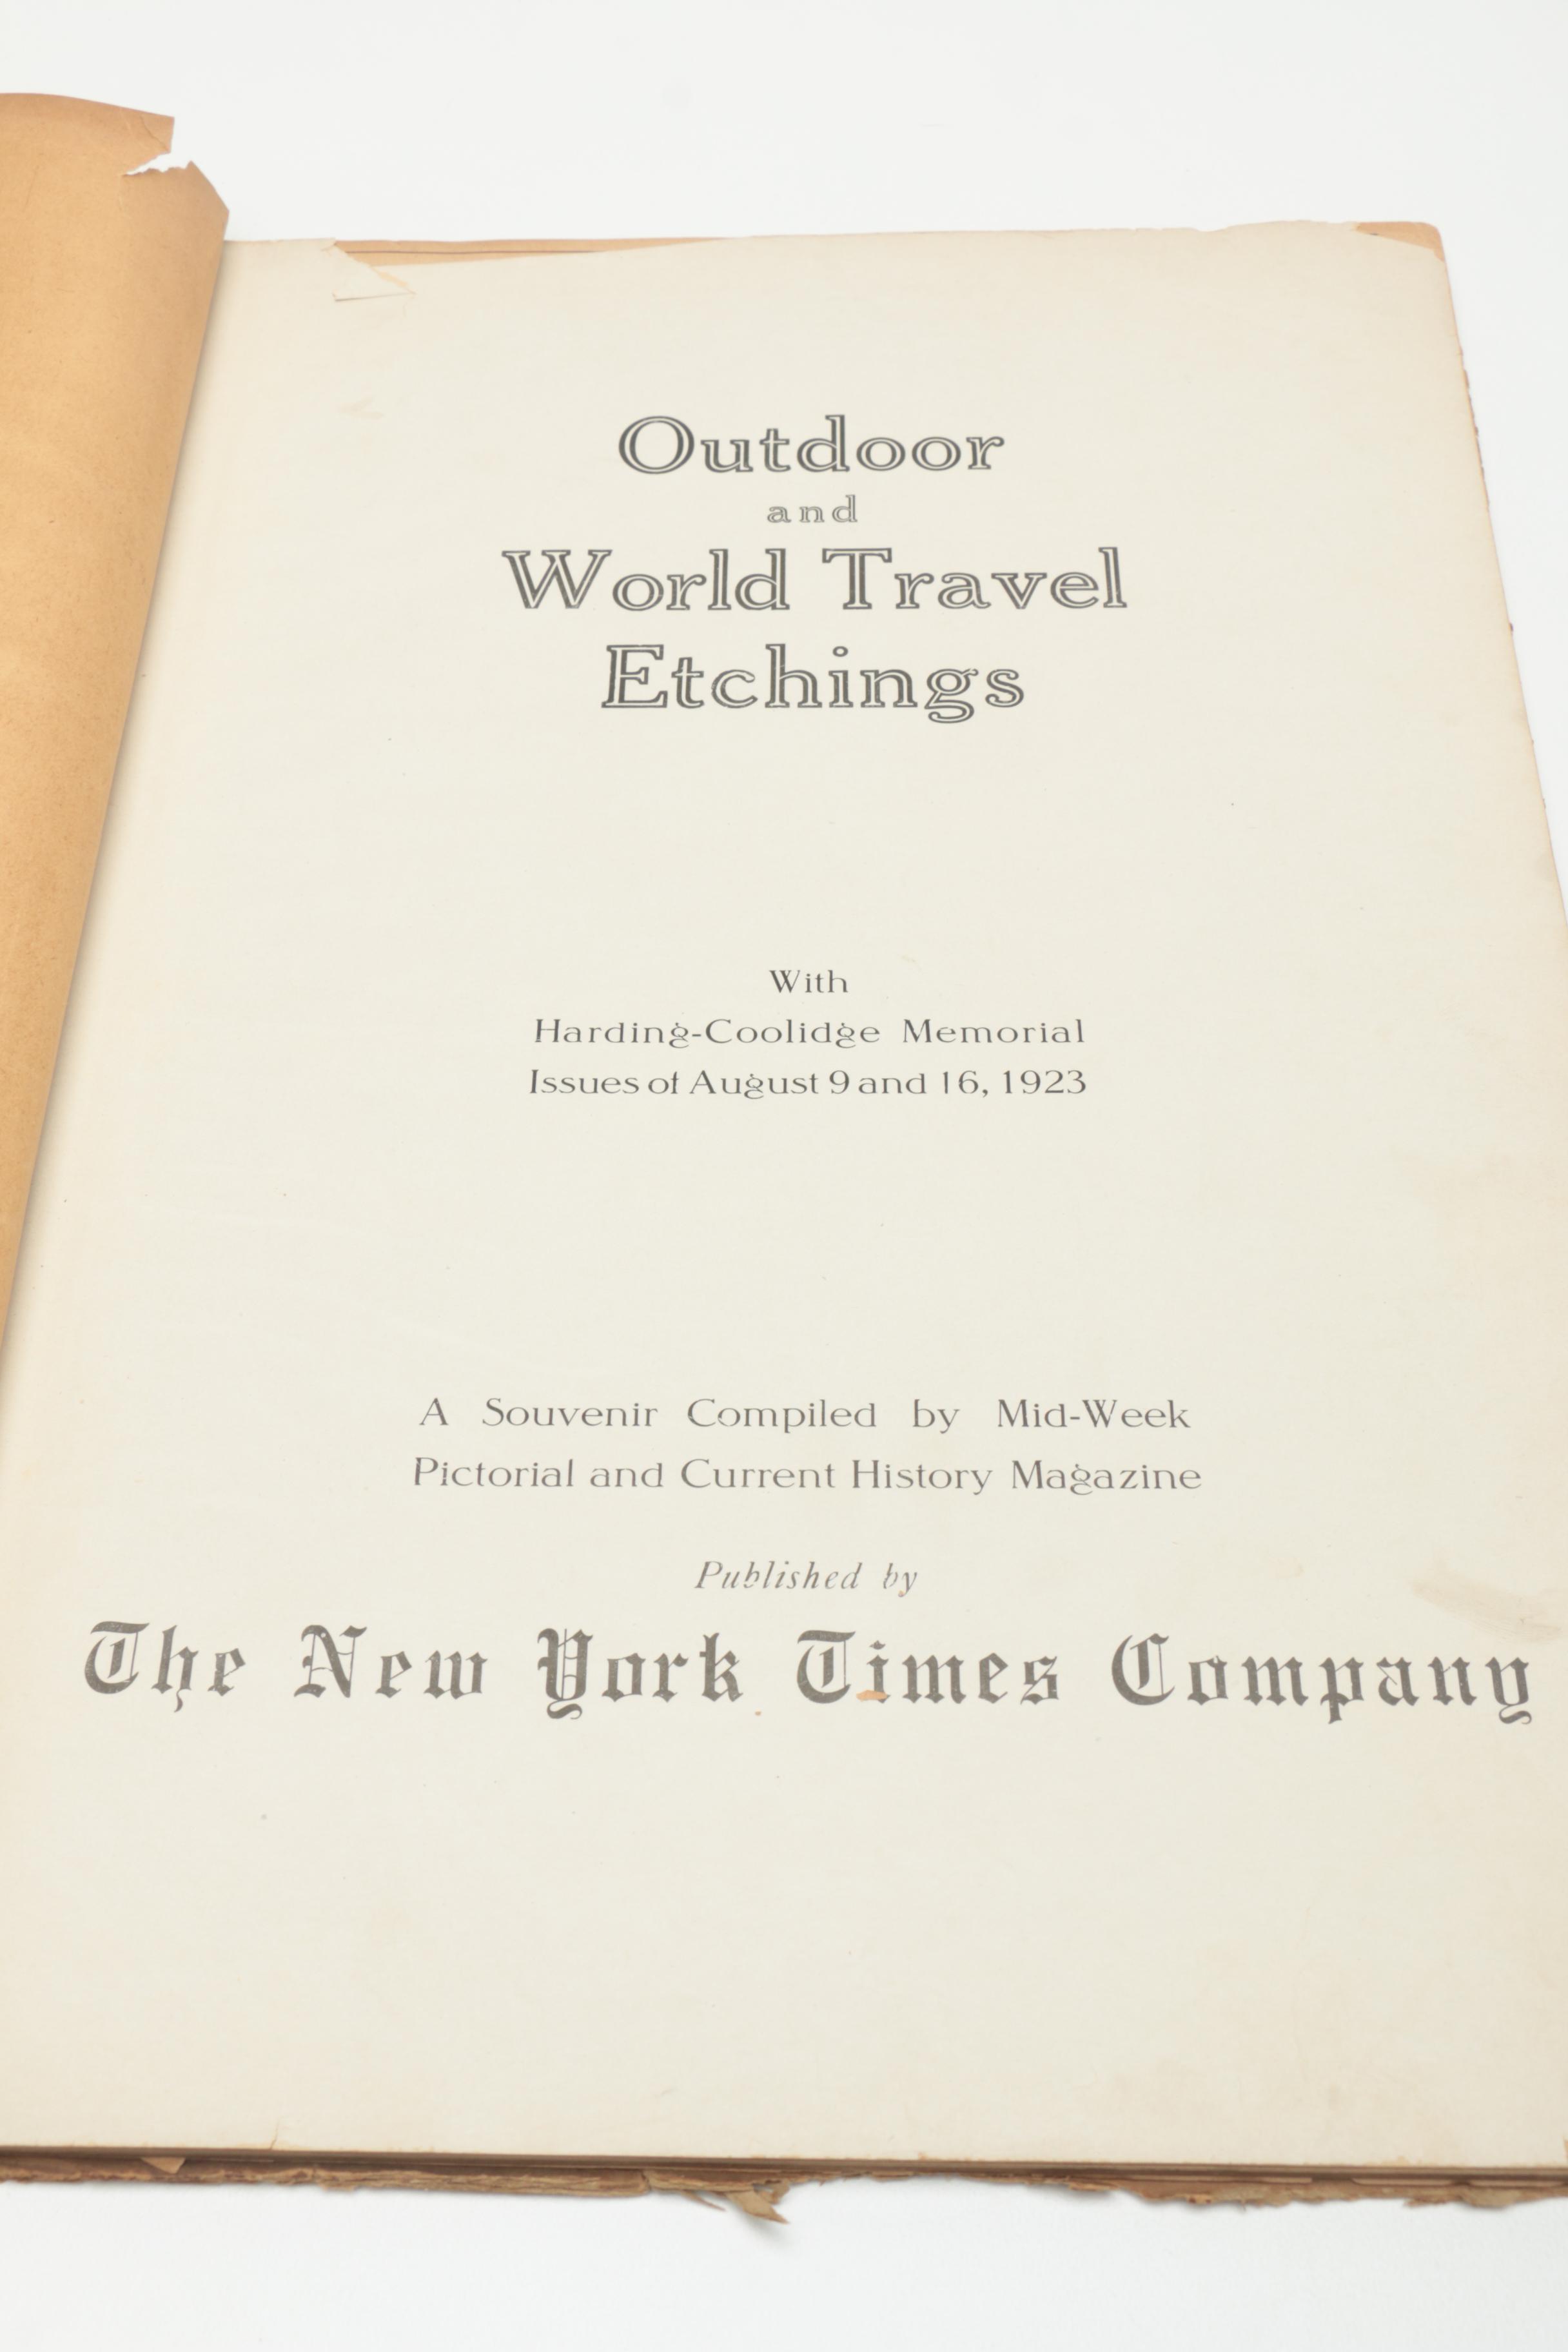 Outdoor
and
World Travel
Etchings
With
Harding-Coolidge Memorial
Issues of August 9 and 16, 1923
A Souvenir Compiled by Mid-Week
Pictorial and Current History Magazine
Published by
The New York Times Company